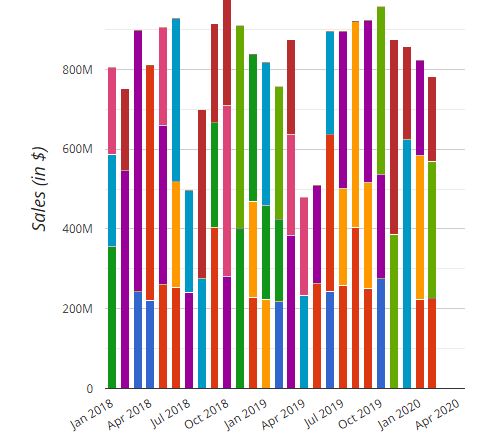 800M
600M
400M
200M
0
Sales (in $)
Jan 2018
Apr 2018
Jul 2018
Oct 2018
Jan 2019
Apr 2019
Jul 2019
Oct 2019
Jan 2020
Apr 2020